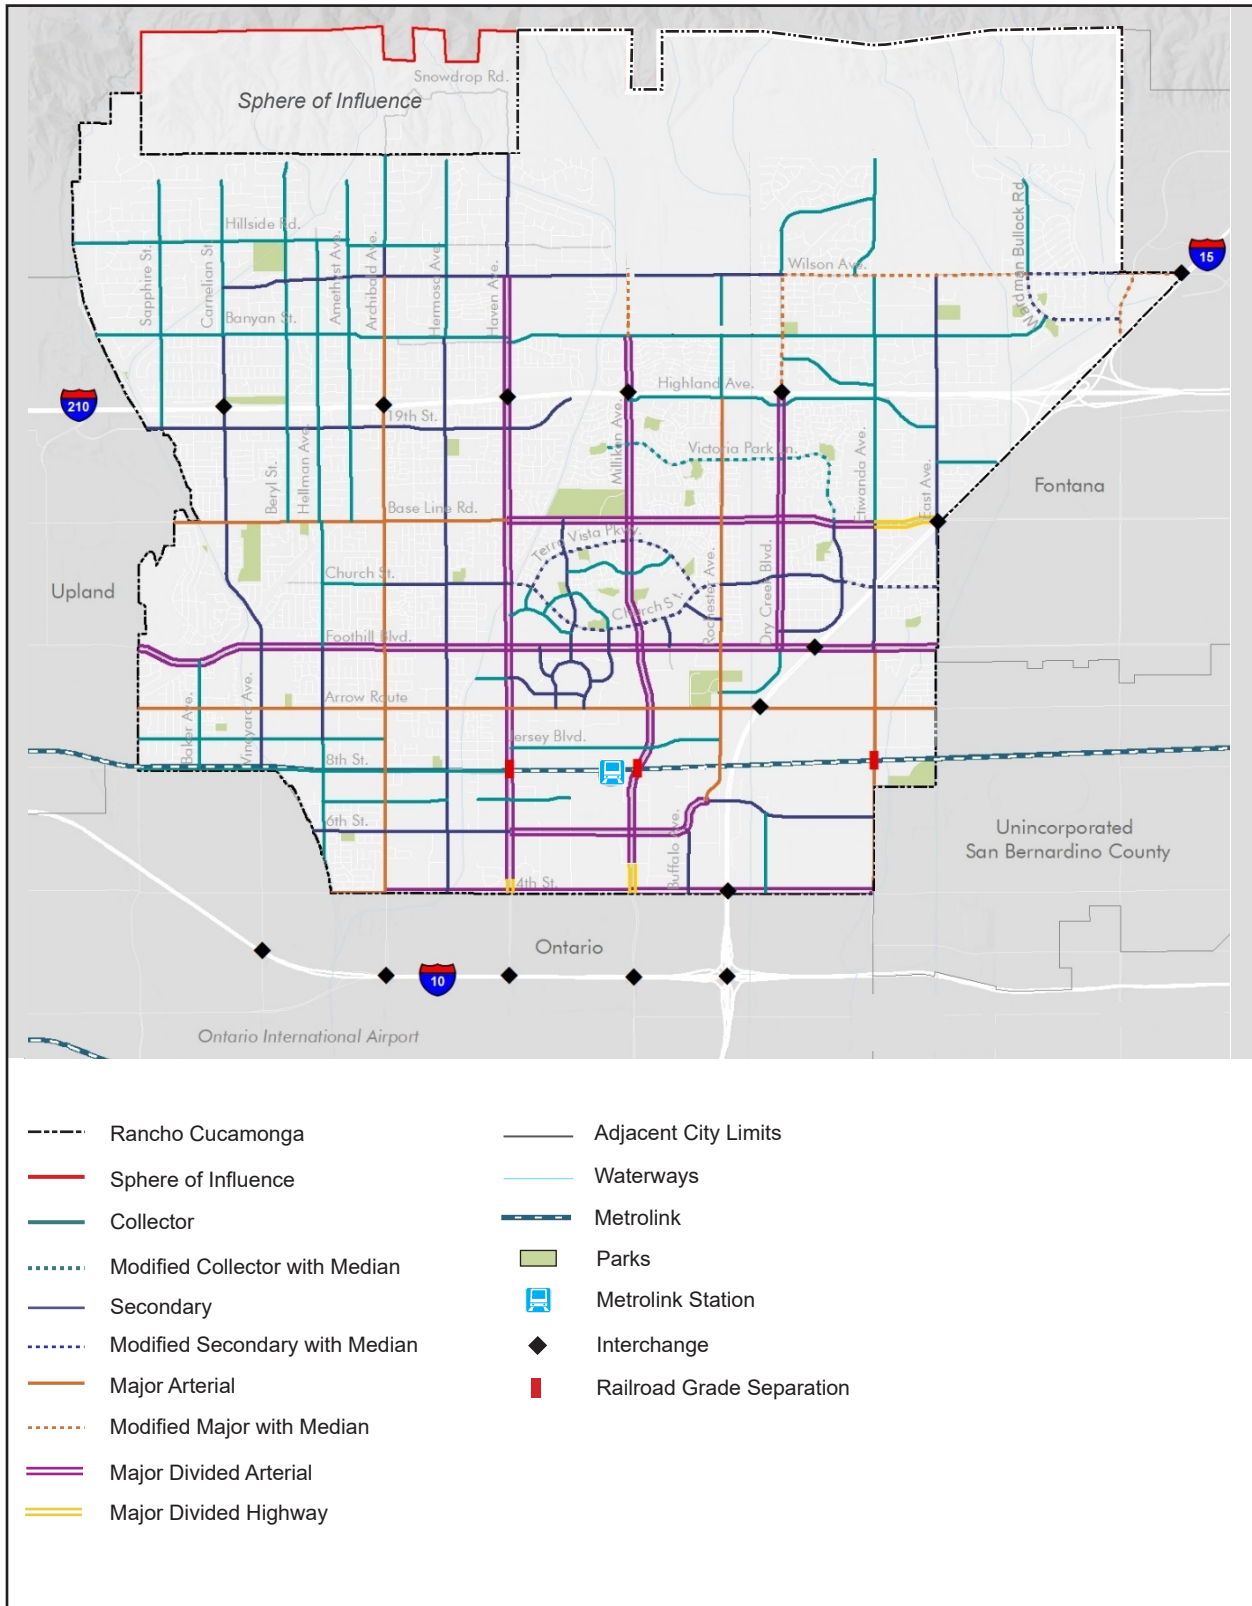 Snowdrop Rd.
Sphere of Influence
Hillside Rd.
Sapphire St.
Carnelian St.
Amethyst Ave.
Archibald Ave.
Hermosa Ave.
Haven Ave.
Wilson Ave.
Wardman Bullock Rd
15
Banyan St.
210
Highland Ave.
19th St.
Milliken Ave.
Victoria Park Ln.
Beryl St.
Hellman Ave.
Etiwanda Ave.
East Ave.
Fontana
Base Line Rd.
Terra Vista Pkwy.
Upland
Church St.
Church St.
Rochester Ave.
Day Creek Blvd.
Foothill Blvd.
Baker Ave.
Vineyard Ave.
Arrow Route
Jersey Blvd.
8th St.
6th St.
Buffalo Ave.
4th St.
Unincorporated
San Bernardino County
Ontario
10
Ontario International Airport
Rancho Cucamonga
Sphere of Influence
Collector
Modified Collector with Median
Secondary
Modified Secondary with Median
Major Arterial
Modified Major with Median
Major Divided Arterial
Major Divided Highway
Adjacent City Limits
Waterways
Metrolink
Parks
Metrolink Station
Interchange
Railroad Grade Separation